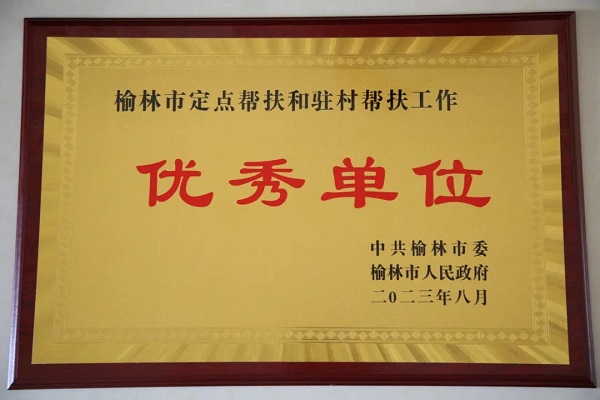 榆林市定点帮扶和驻村帮扶工作
优秀单位
中共榆林市委
榆林市人民政府
二0二三年八月